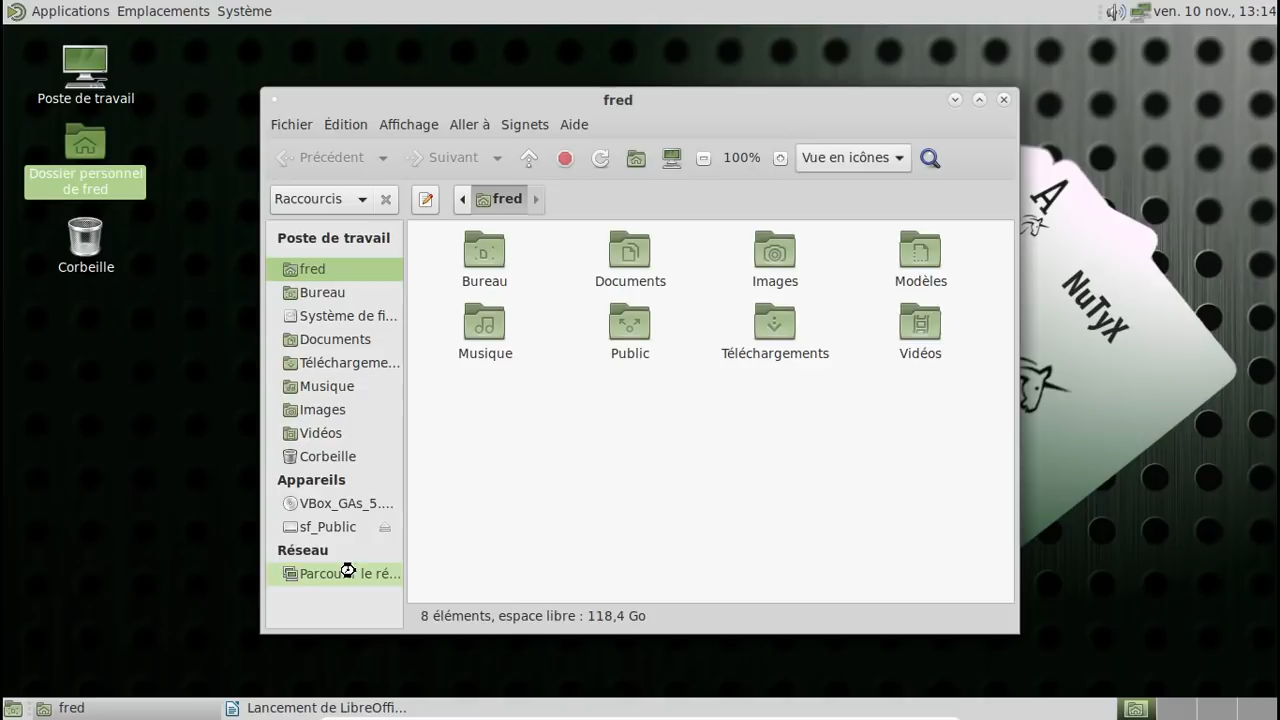 Applications Emplacements Système
ven. 10 nov., 13:14
Poste de travail
Dossier personnel
de fred
Corbeille
fred
Fichier Édition Affichage Aller à Signets Aide
Précédent Suivant 100% Vue en icônes
Raccourcis fred
Poste de travail
fred
Bureau
Système de fi...
Documents
Téléchargeme...
Musique
Images
Vidéos
Corbeille
Appareils
VBox_GAs_5....
sf_Public
Réseau
Parcourir le ré...
Bureau Documents Images Modèles
Musique Public Téléchargements Vidéos
8 éléments, espace libre : 118,4 Go
A
NuTyX
fred Lancement de LibreOffi...